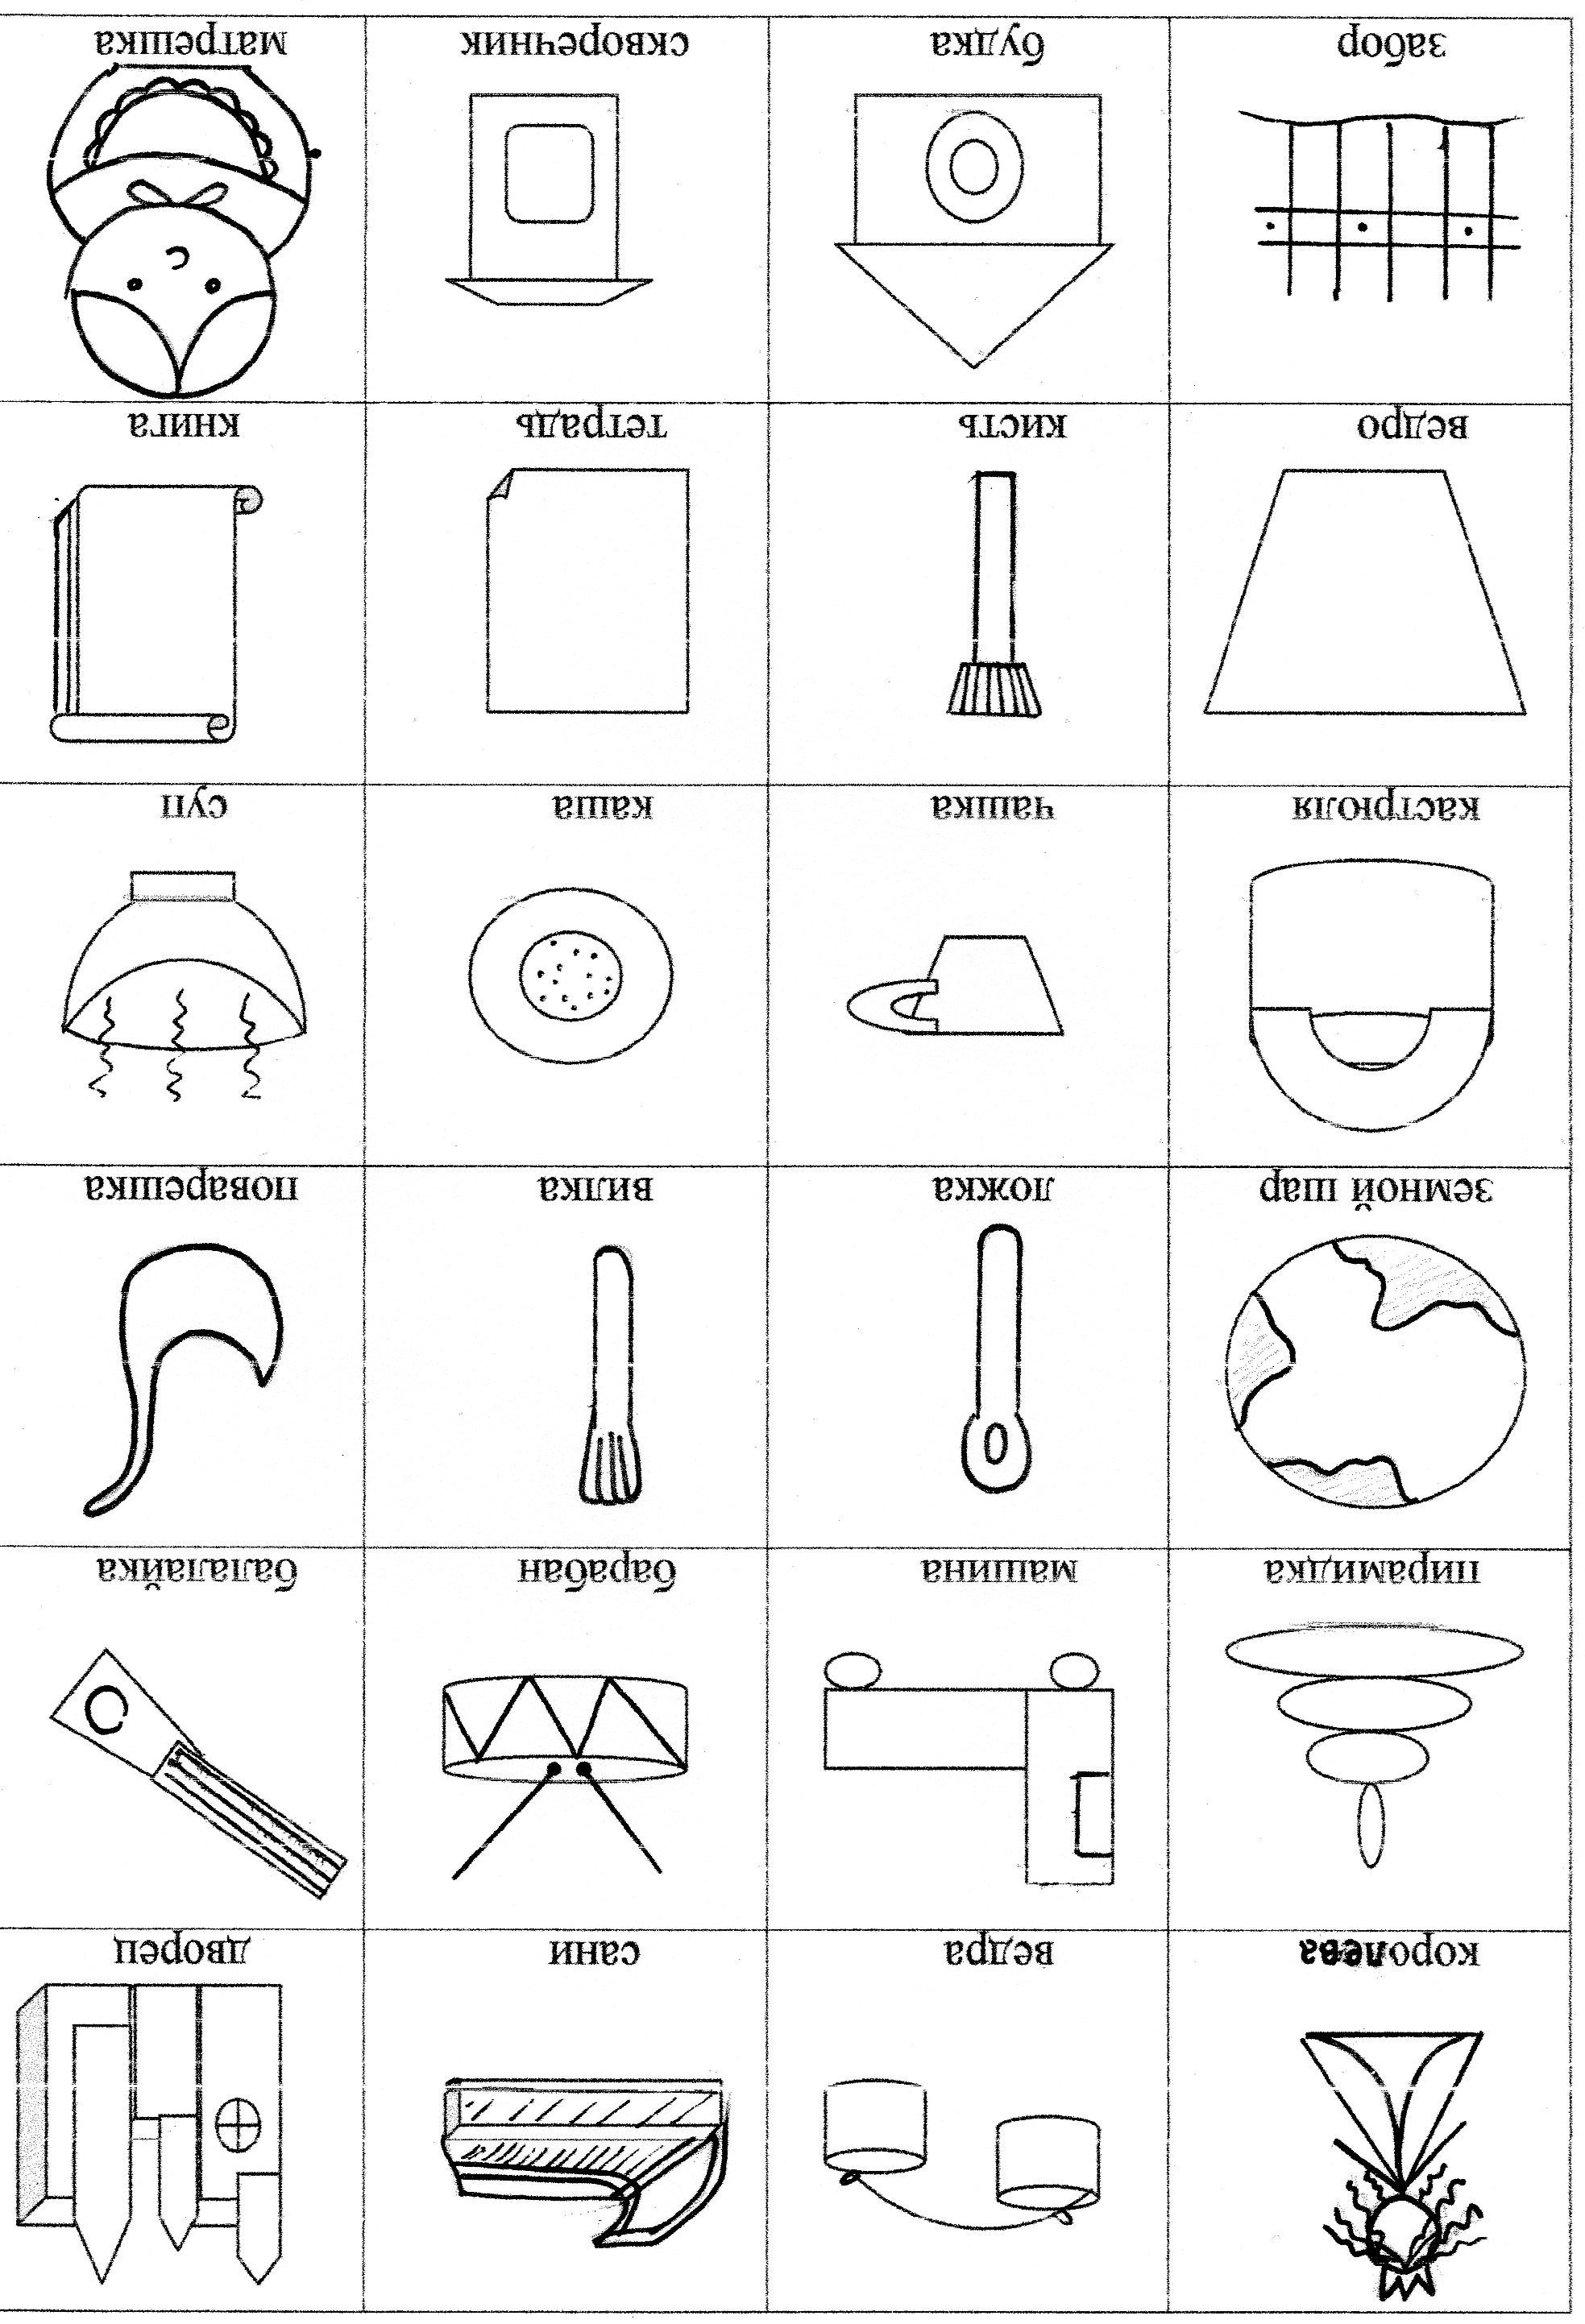 королева
ведра
сани
дворец
пирамидка
машина
барабан
балалайка
земной шар
ложка
вилка
поварешка
кастрюля
чашка
каша
суп
ведро
кисть
тетрадь
книга
забор
будка
скворечник
матрешка